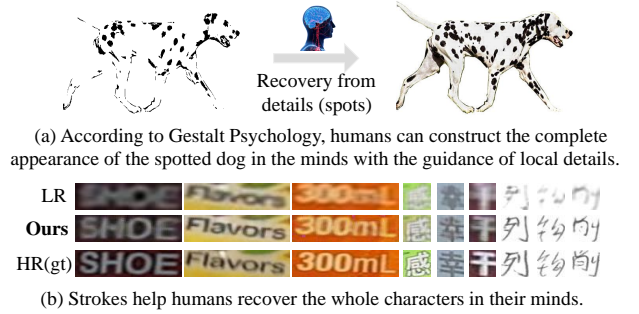 Recovery from
details (spots)
(a) According to Gestalt Psychology, humans can construct the complete
appearance of the spotted dog in the minds with the guidance of local details.
LR SHOE Flavors 300mL
Ours SHOE Flavors 300mL 感 幸 干 列 削
HR(gt) SHOE Flavors 300mL 感 幸 干 列 削
(b) Strokes help humans recover the whole characters in their minds.